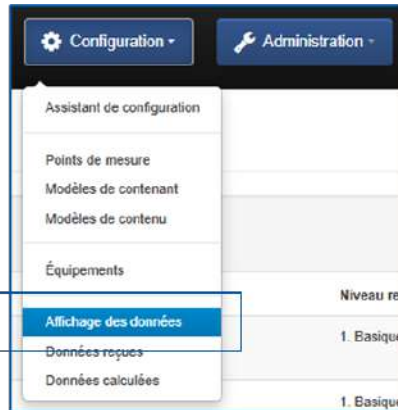 Configuration
Administration
Assistant de configuration
Points de mesure
Modèles de contenant
Modèles de contenu
Équipements
Niveau
Affichage des données
1. Basique
Données reçues
Données calculées
1. Basique